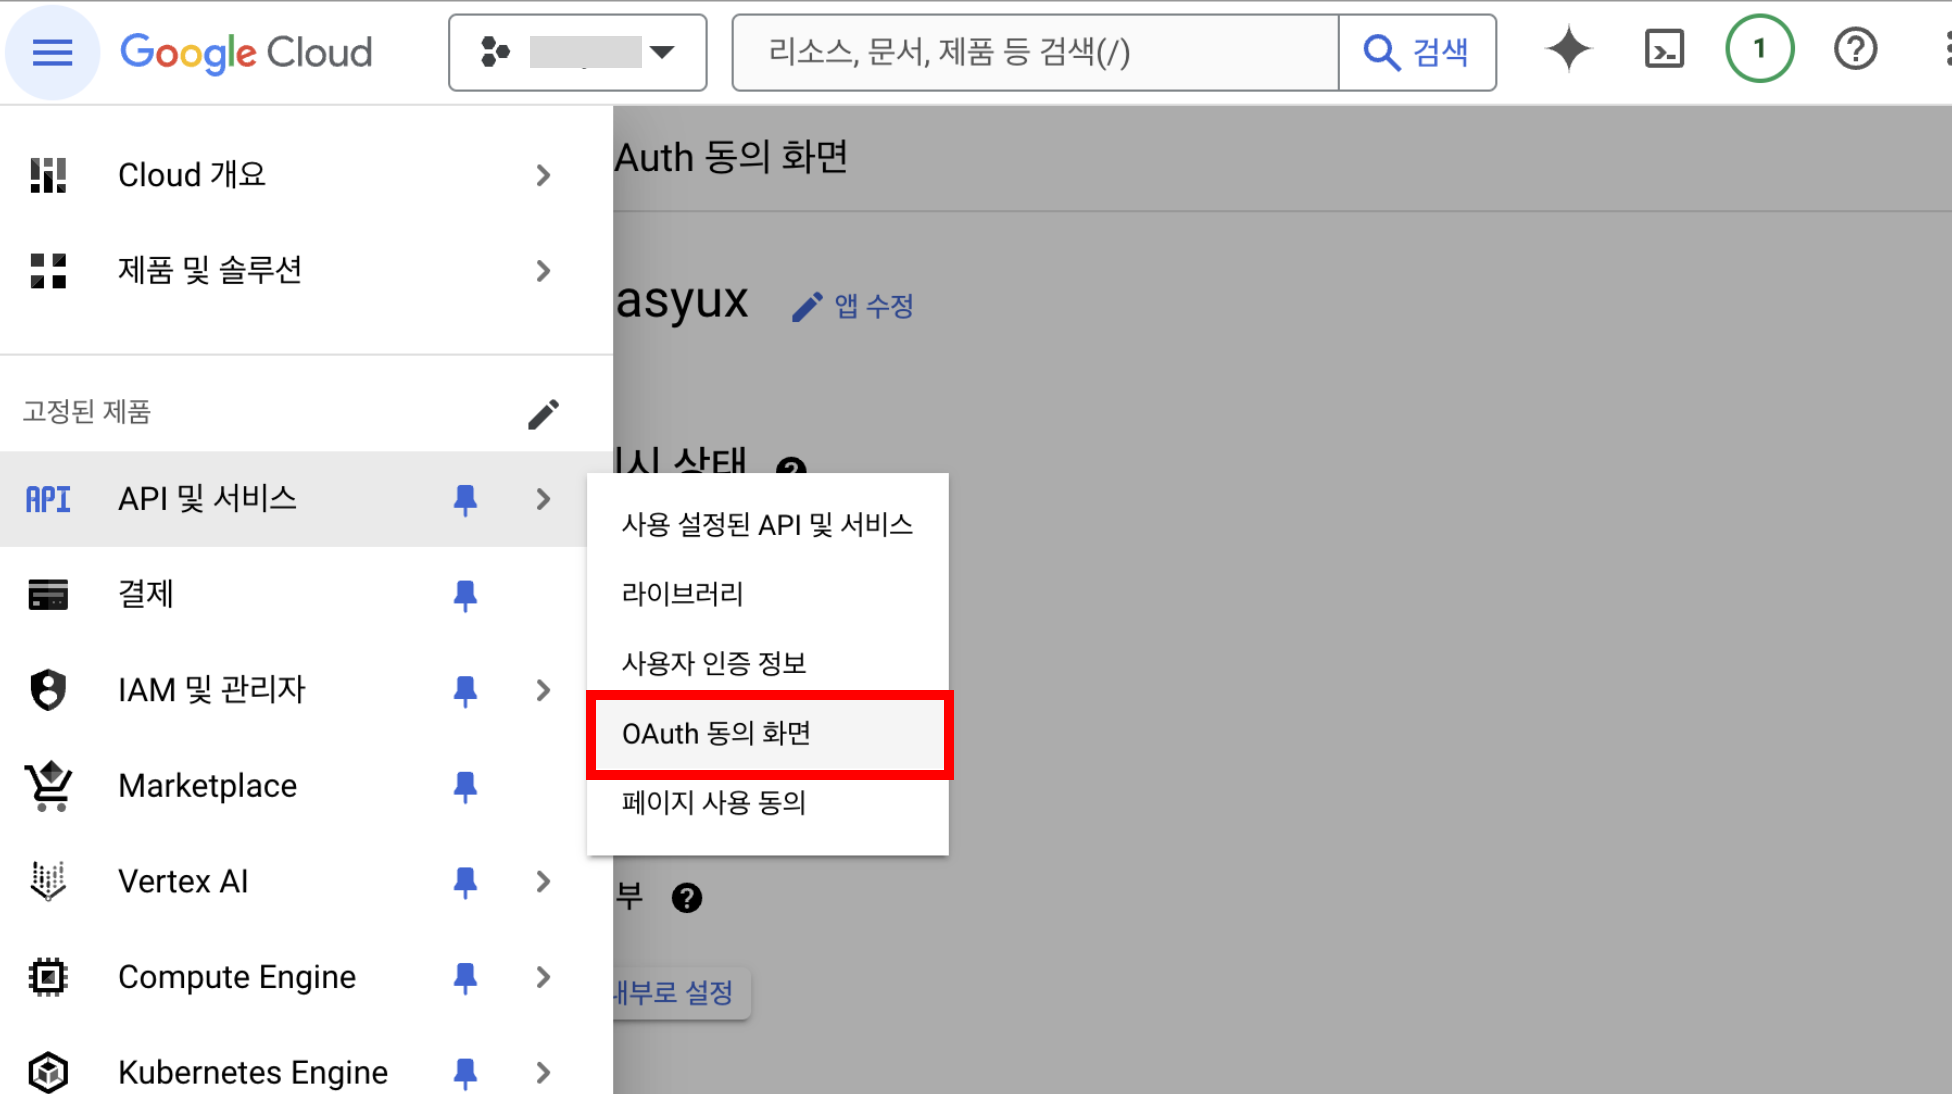 Google Cloud
리소스, 문서, 제품 등 검색(/)
검색
1
Cloud 개요
제품 및 솔루션
고정된 제품
API API 및 서비스
결제
IAM 및 관리자
Marketplace
Vertex AI
Compute Engine
Kubernetes Engine
Auth 동의 화면
asyux
앱 수정
시 상태
사용 설정된 API 및 서비스
라이브러리
사용자 인증 정보
OAuth 동의 화면
페이지 사용 동의
부
내부로 설정